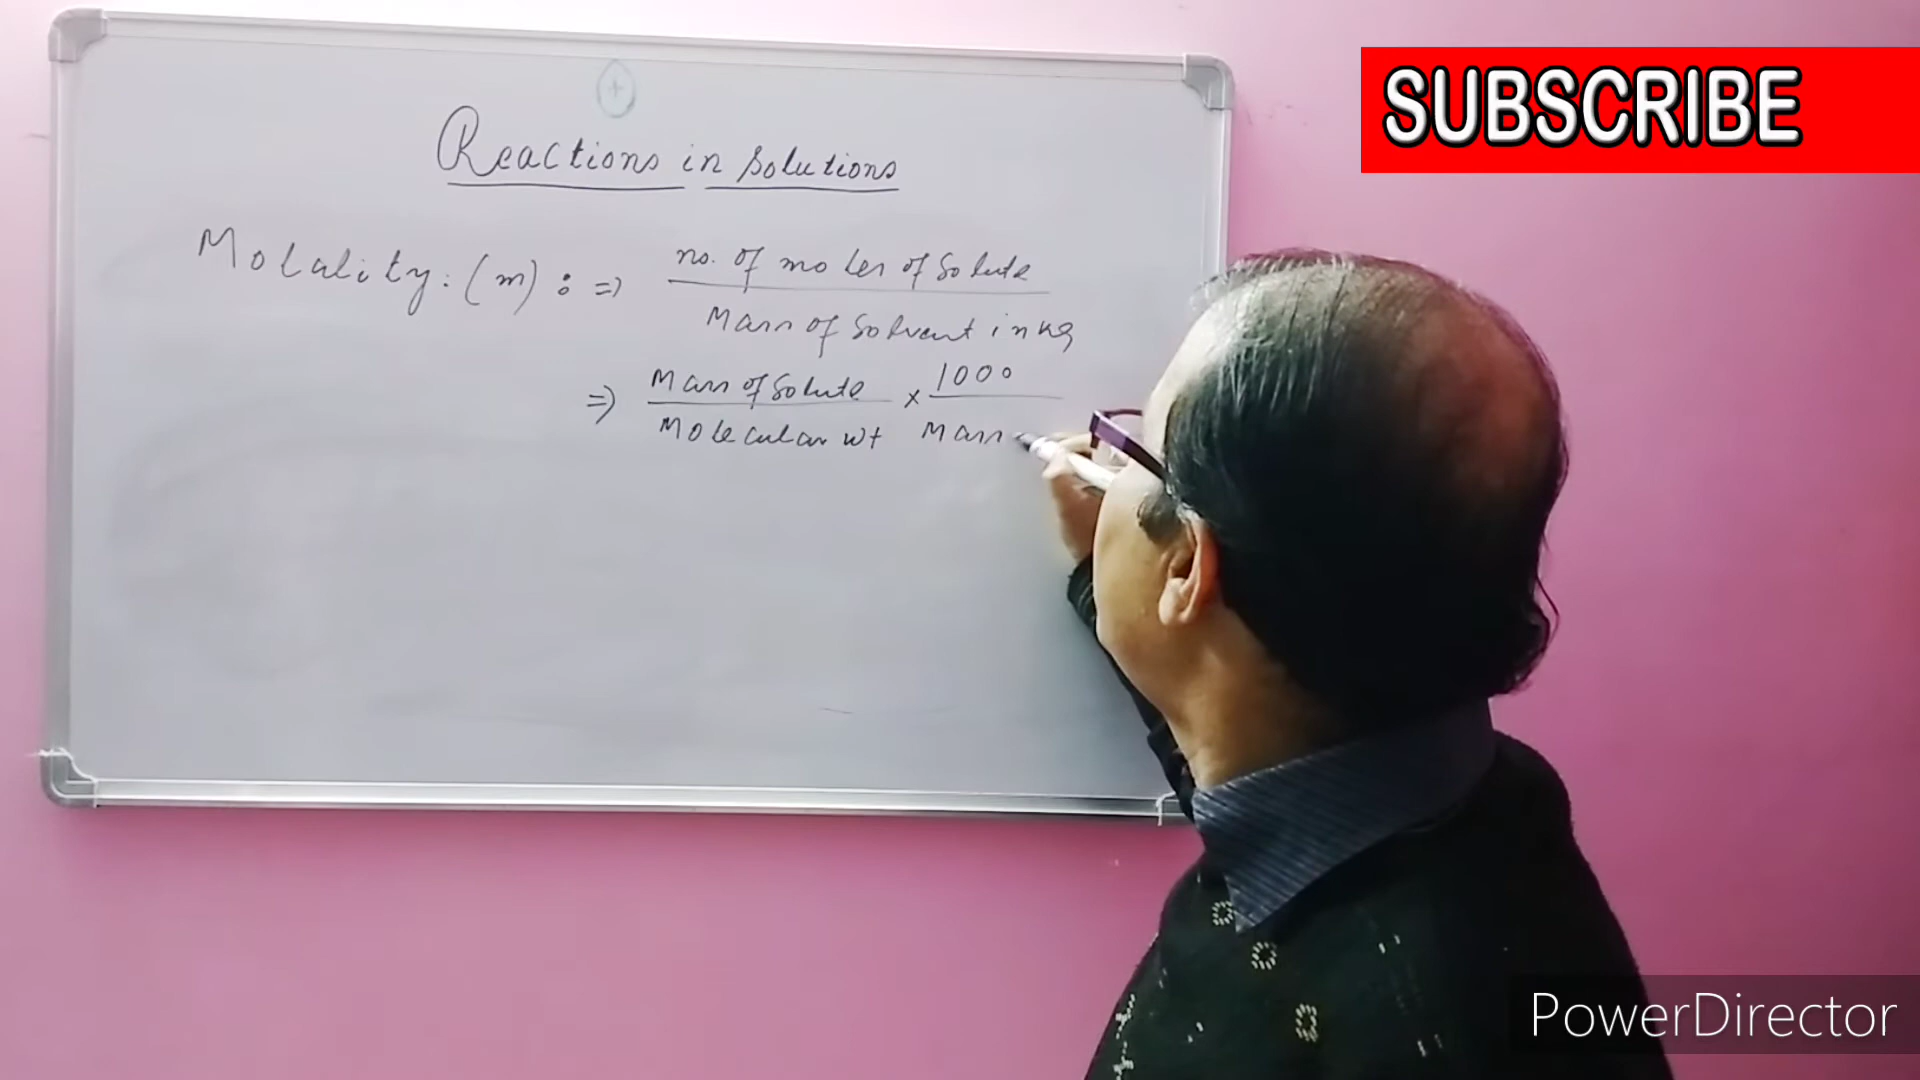 SUBSCRIBE
+
Reactions in solutions
Molality: (m) : ⇒ no. of moles of solute
Mass of solvent in kg
⇒ Mass of solute × 1000
Molecular wt Mass
PowerDirector